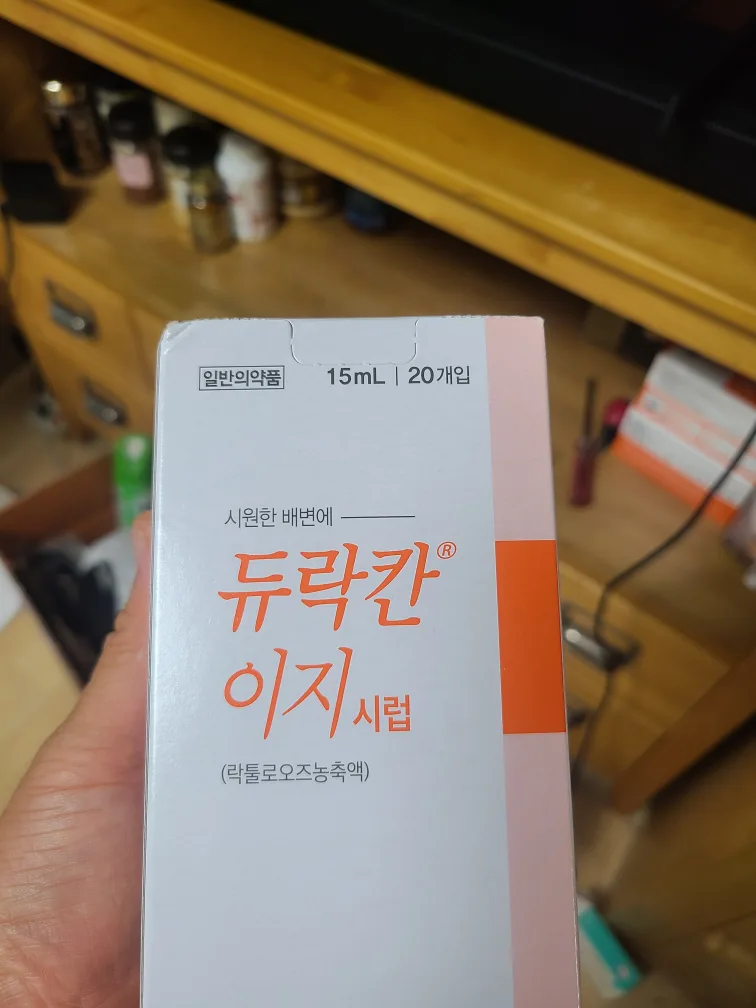 일반의약품 15mL | 20개입
시원한 배변에
듀락칸®
이지시럽
(락툴로오즈농축액)